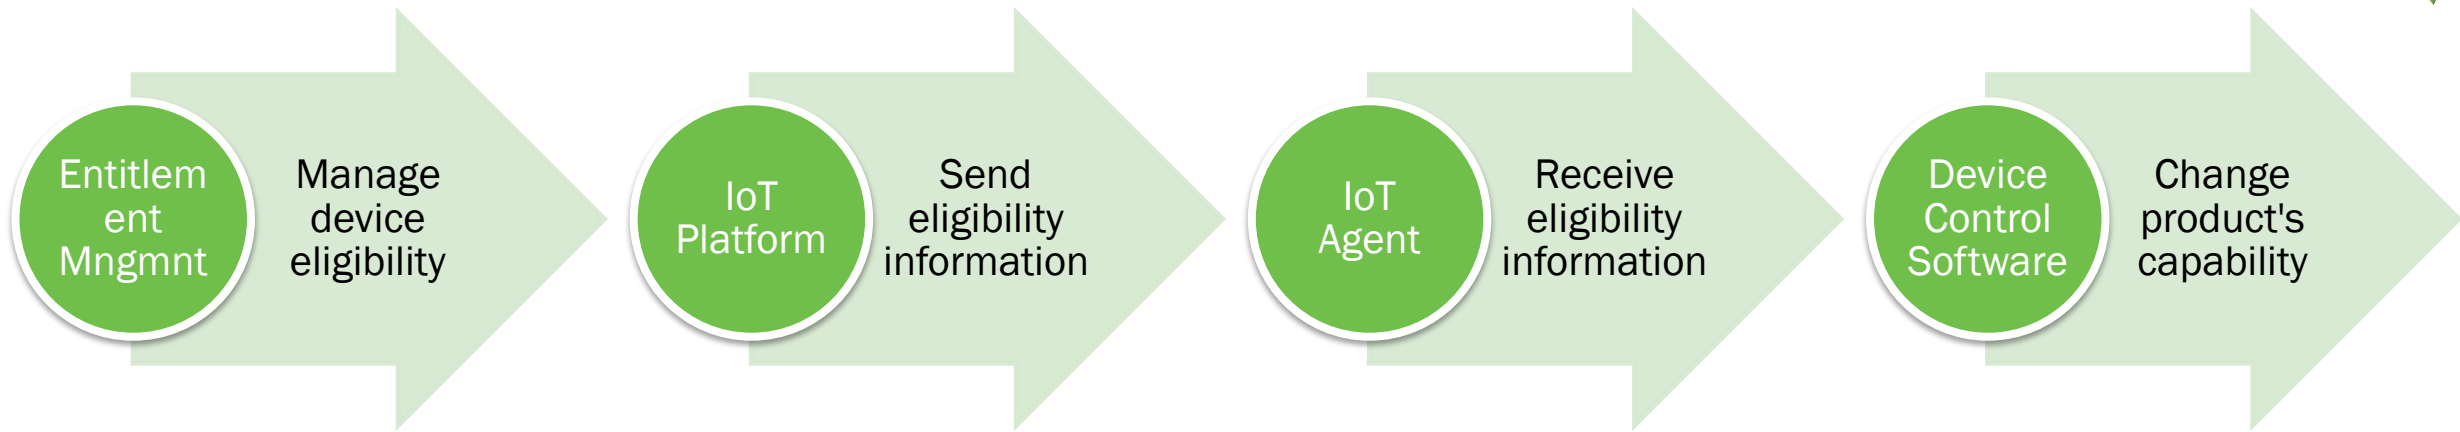 Entitlem
ent
Mngmnt
Manage
device
eligibility
IoT
Platform
Send
eligibility
information
IoT
Agent
Receive
eligibility
information
Device
Control
Software
Change
product's
capability